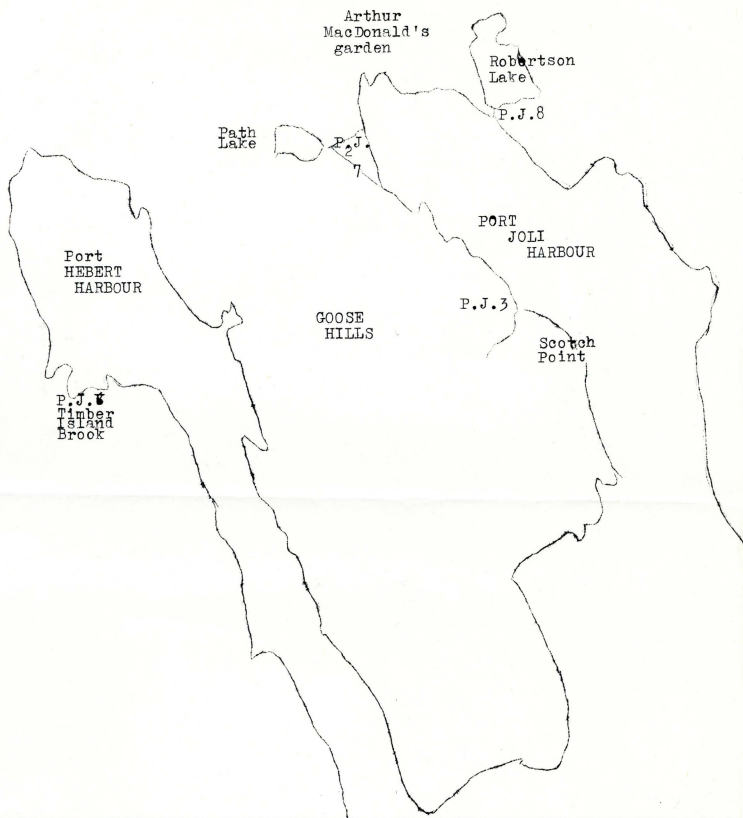 Arthur
MacDonald's
garden
Robertson
Lake
P.J.8
Path
Lake
P.J.
2
7
PORT
JOLI
HARBOUR
Port
HEBERT
HARBOUR
P.J.3
GOOSE
HILLS
Scotch
Point
P.J.
Timber
Island
Brook